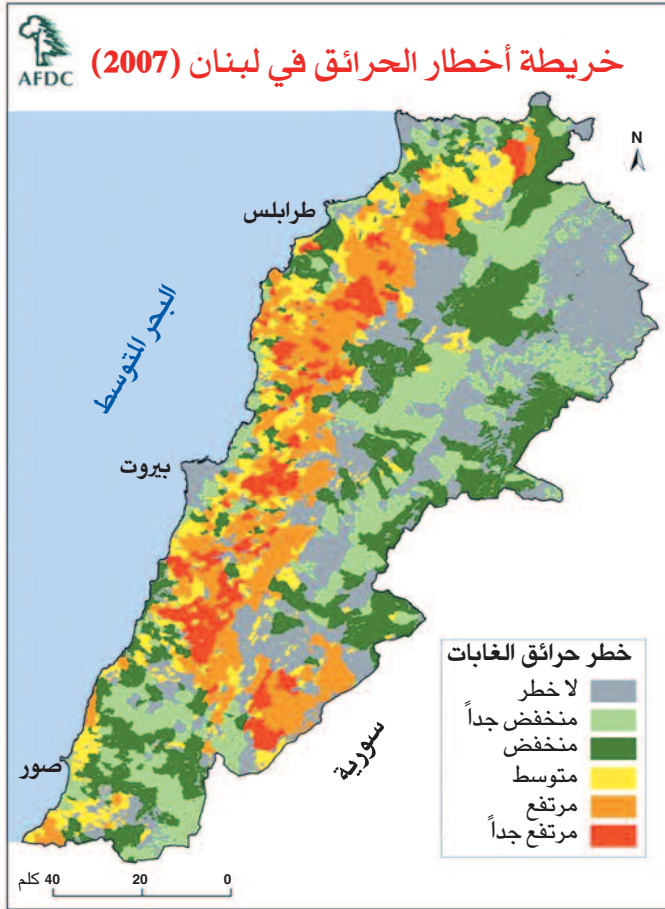 AFDC
خريطة أخطار الحرائق في لبنان (2007)
N
طرابلس
البحر المتوسط
بيروت
صور
سورية
خطر حرائق الغابات
لا خطر
منخفض جداً
منخفض
متوسط
مرتفع
مرتفع جداً
40 كلم 20 0